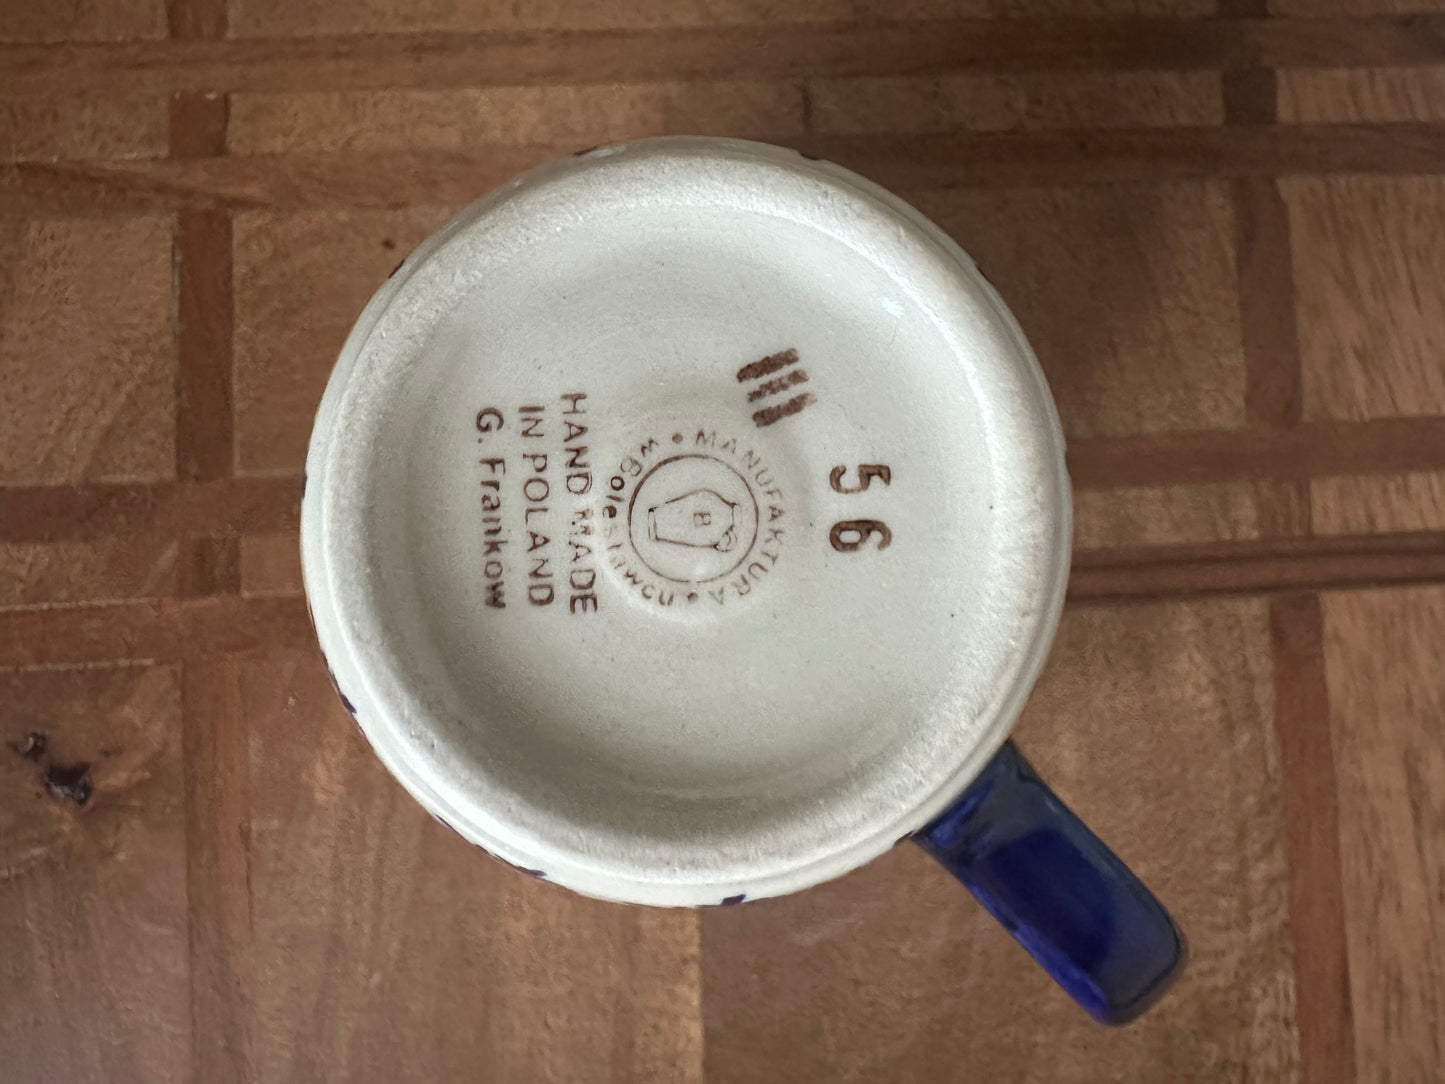 56
MANUFAKTURA • w Bolesławcu •
B
HAND MADE
IN POLAND
G. Frankow